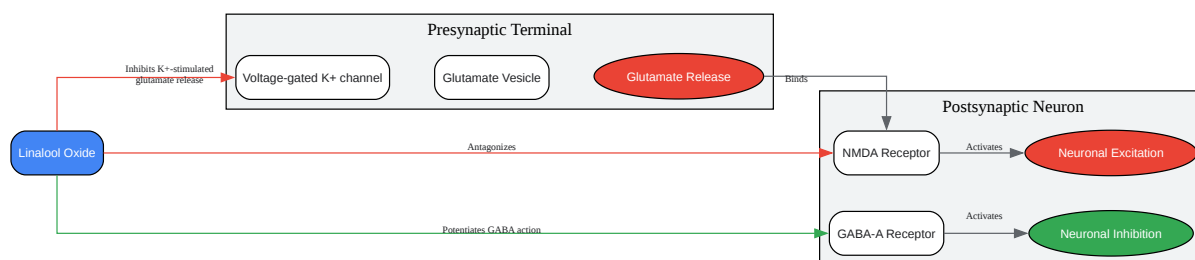 Presynaptic Terminal
Inhibits K+-stimulated
glutamate release
Voltage-gated K+ channel
Glutamate Vesicle
Glutamate Release
Binds
Postsynaptic Neuron
Linalool Oxide
Antagonizes
NMDA Receptor
Activates
Neuronal Excitation
Potentiates GABA action
GABA-A Receptor
Activates
Neuronal Inhibition